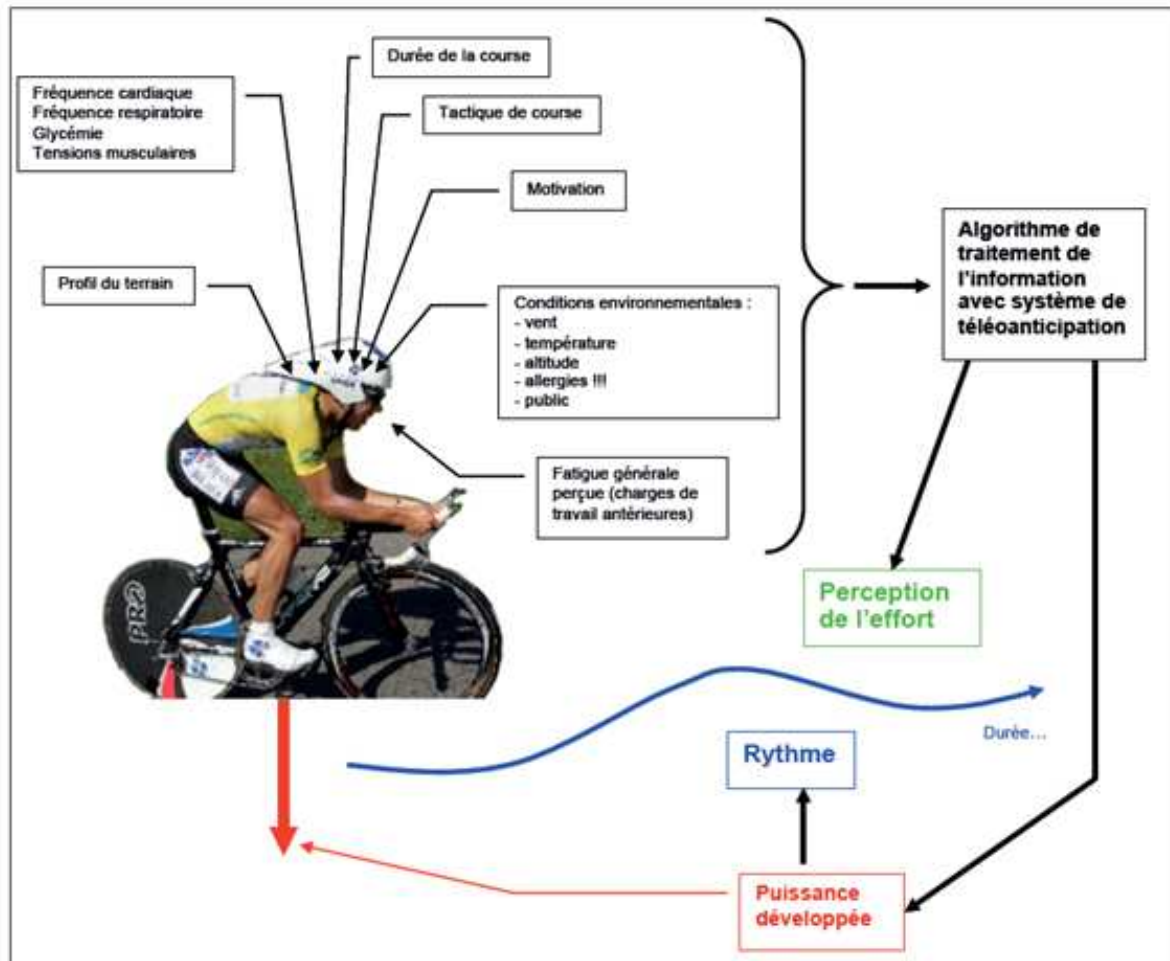 Durée de la course
Fréquence cardiaque
Fréquence respiratoire
Glycémie
Tensions musculaires
Tactique de course
Motivation
Profil du terrain
Conditions environnementales :
- vent
- température
- altitude
- allergies !!!
- public
Fatigue générale
perçue (charges de
travail antérieures)
Algorithme de
traitement de
l'information
avec système de
téléoanticipation
Perception
de l'effort
Durée...
Rythme
Puissance
développée
PRO